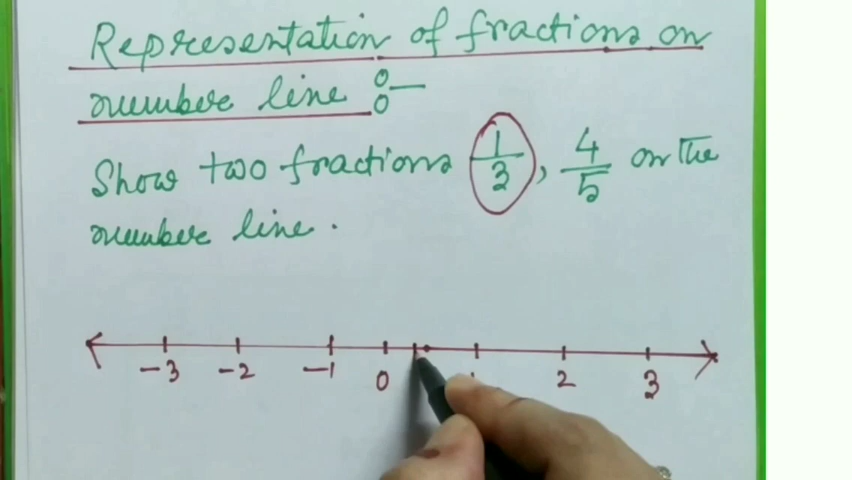 Representation of fractions on
number line :-
Show two fractions 1/3, 4/5 on the
number line.
-3 -2 -1 0 2 3